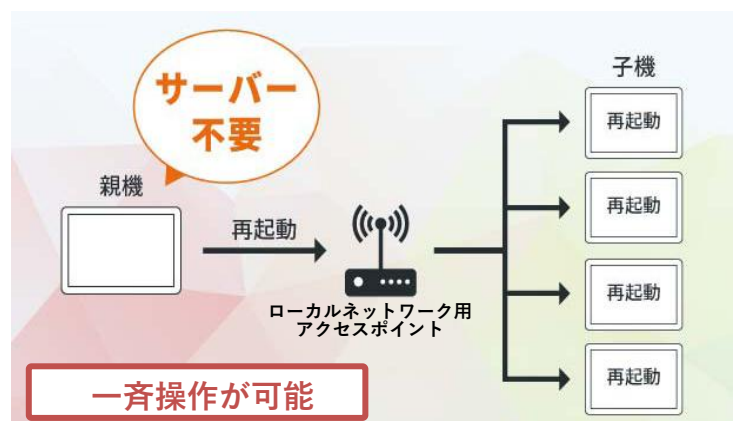 サーバー
不要
親機
再起動
ローカルネットワーク用
アクセスポイント
子機
再起動
再起動
再起動
再起動
一斉操作が可能